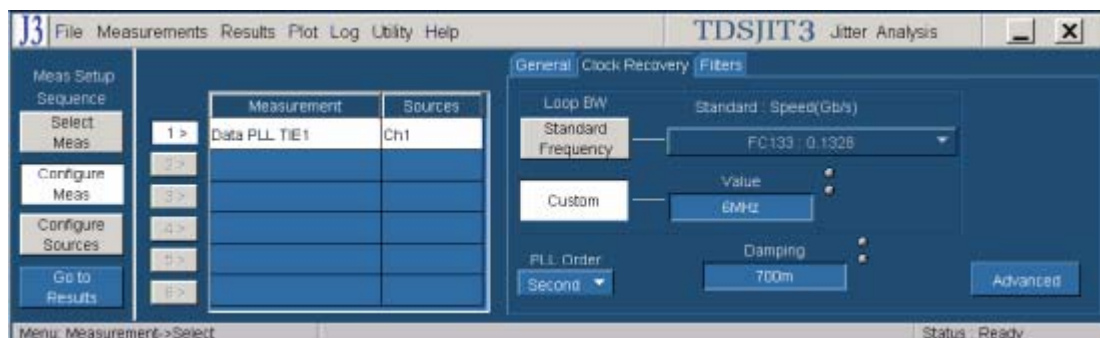 J3 File Measurements Results Plot Log Utility Help TDSJIT3 Jitter Analysis
General Clock Recovery Filters
Meas Setup
Sequence
Select
Meas
Configure
Meas
Configure
Sources
Go to
Results
Measurement Sources
1 > Data PLL TIE1 Ch1
2 >
3 >
4 >
5 >
6 >
Loop BW
Standard : Speed(Gb/s)
Standard
Frequency
FC133 : 0.1328
Custom
Value
6MHz
PLL Order
Second
Damping
700m
Advanced
Menu: Measurement->Select Status : Ready